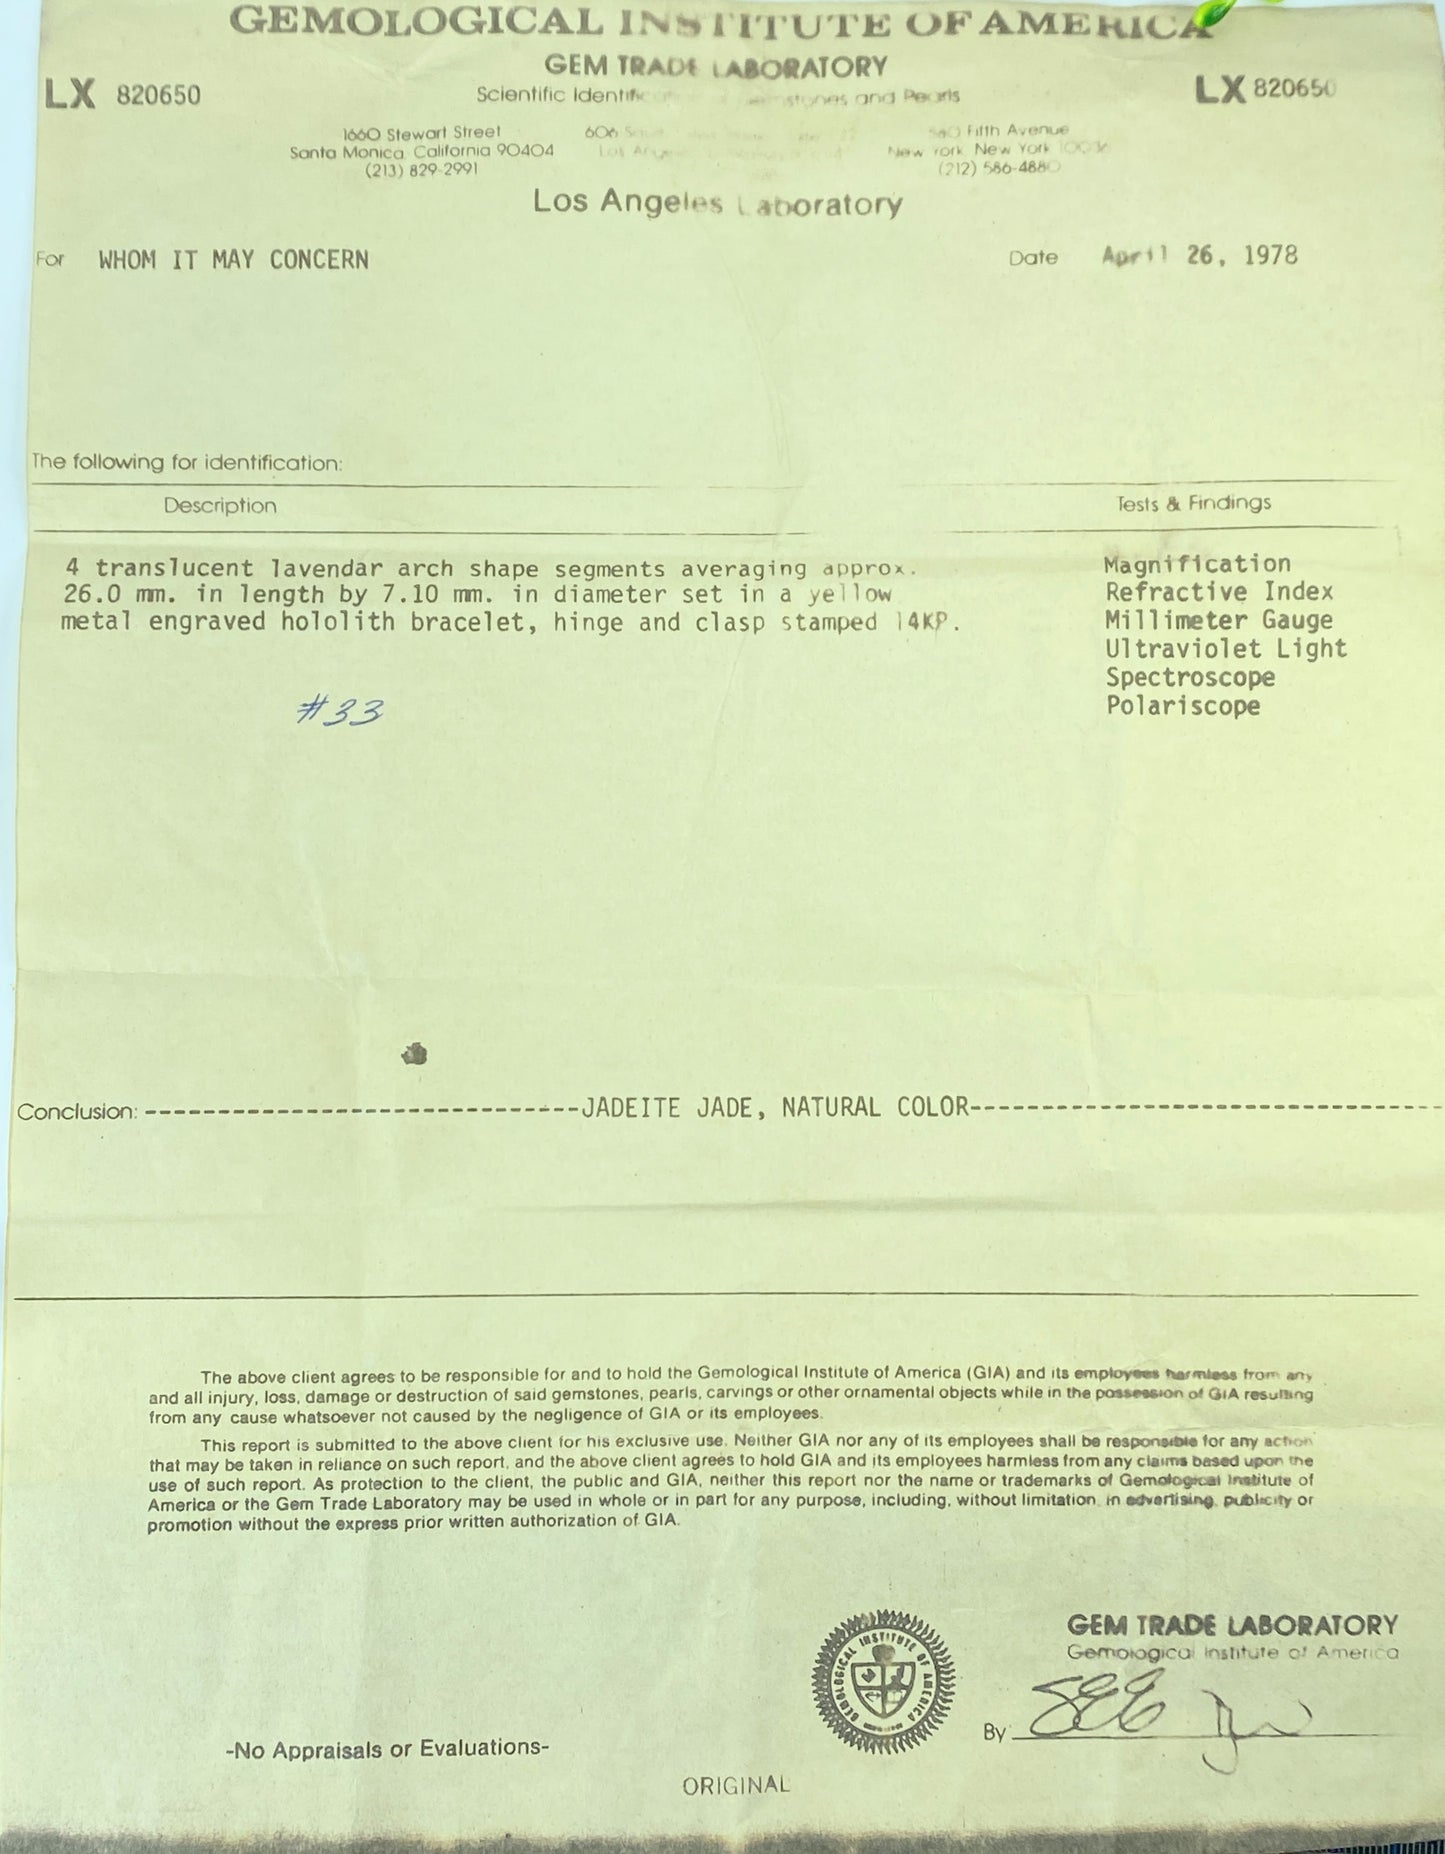 GEMOLOGICAL INSTITUTE OF AMERICA
GEM TRADE LABORATORY
LX 820650
Scientific and Pearls
LX 820650
1660 Stewart Street
Santa Monica, California 90404
(213) 829-2991
606
Los
Fifth Avenue
New York, New York
(212) 586-4880
Los Angeles Laboratory
For WHOM IT MAY CONCERN
Date April 26, 1978
The following for identification:
Description
Tests & Findings
4 translucent lavendar arch shape segments averaging approx.
26.0 mm. in length by 7.10 mm. in diameter set in a yellow
metal engraved hololith bracelet, hinge and clasp stamped 14KP.
#33
Magnification
Refractive Index
Millimeter Gauge
Ultraviolet Light
Spectroscope
Polariscope
Conclusion: ------------------------------JADEITE JADE, NATURAL COLOR---------------------------------
The above client agrees to be responsible for and to hold the Gemological Institute of America (GIA) and its employees harmless from any
and all injury, loss, damage or destruction of said gemstones, pearls, carvings or other ornamental objects while in the possession of GIA resulting
from any cause whatsoever not caused by the negligence of GIA or its employees.
This report is submitted to the above client for his exclusive use. Neither GIA nor any of its employees shall be responsible for any action
that may be taken in reliance on such report, and the above client agrees to hold GIA and its employees harmless from any claims based upon the
use of such report. As protection to the client, the public and GIA, neither this report nor the name or trademarks of Gemological Institute of
America or the Gem Trade Laboratory may be used in whole or in part for any purpose, including, without limitation, in advertising, publicity or
promotion without the express prior written authorization of GIA.
GEMOLOGICAL INSTITUTE OF AMERICA
GEM TRADE LABORATORY
Gemological Institute of America
By
-No Appraisals or Evaluations-
ORIGINAL